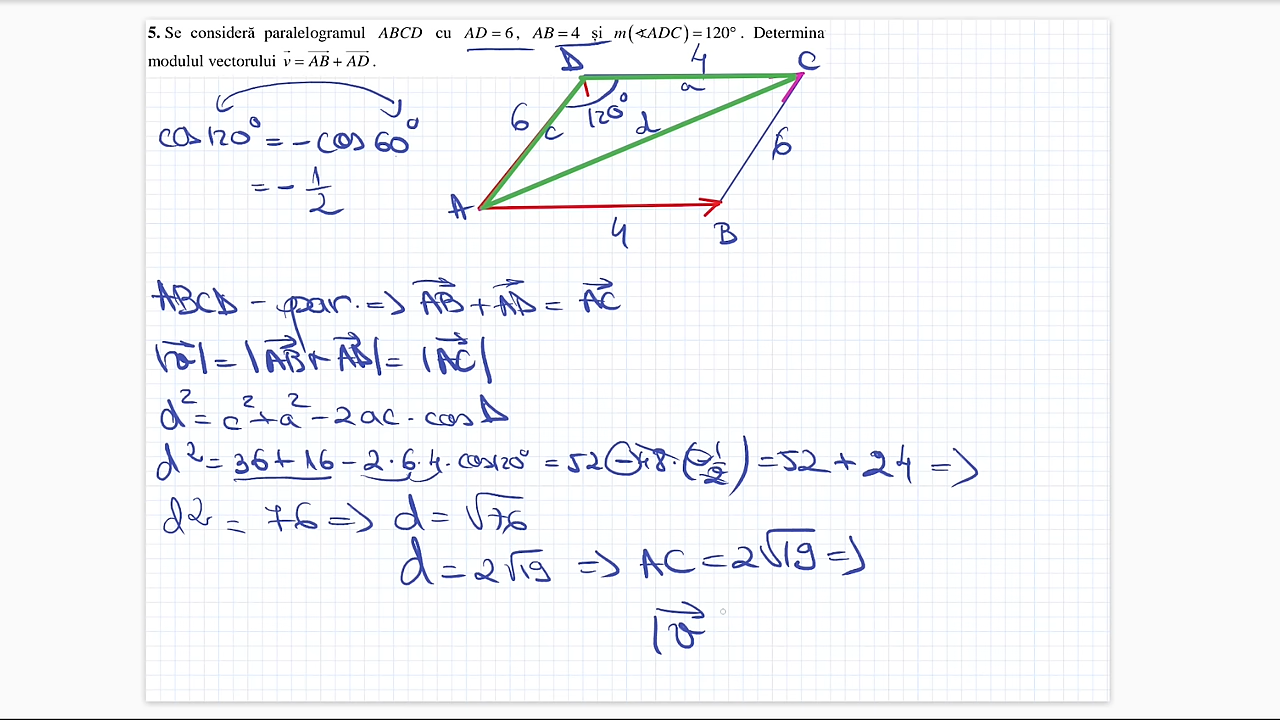 5. Se consideră paralelogramul ABCD cu AD = 6, AB = 4 și m(∢ADC) = 120°. Determina
modulul vectorului v⃗ = AB⃗ + AD⃗.
D 4 C
a
6 c 120° d 6
cos 120° = - cos 60°
= - 1/2
A 4 B
ABCD - par. => AB⃗ + AD⃗ = AC⃗
|v⃗| = |AB⃗ + AD⃗| = |AC⃗|
d² = c² + a² - 2ac · cos D
d² = 36 + 16 - 2 · 6 · 4 · cos 120° = 52 - 48 · (-1/2) = 52 + 24 =>
d² = 76 => d = √76
d = 2√19 => AC = 2√19 =>
|v⃗